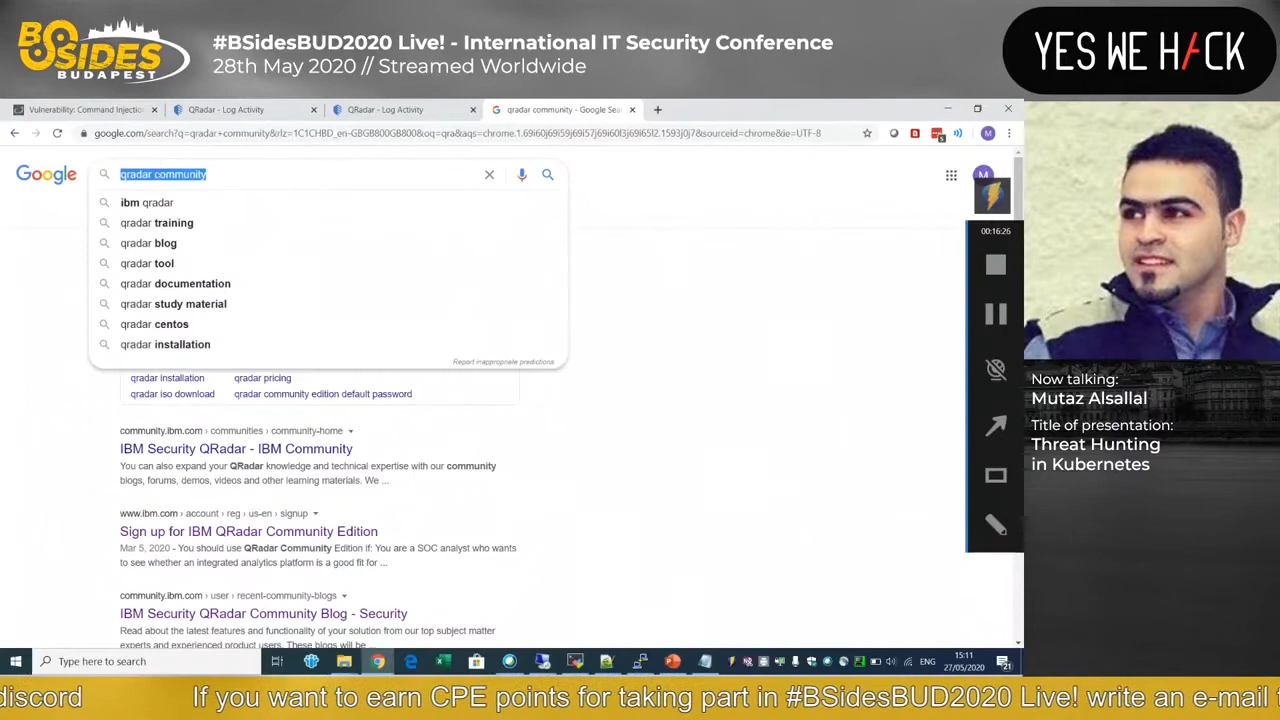 BSIDES
BUDAPEST
#BSidesBUD2020 Live! - International IT Security Conference
28th May 2020 // Streamed Worldwide
YES WE H/CK
Vulnerability: Command Injectio
QRadar - Log Activity
QRadar - Log Activity
qradar community - Google Sea
google.com/search?q=qradar+community&rlz=1C1CHBD_en-GBGB800GB800&oq=qra&aqs=chrome.1.69i60j69i59j69i57j69i60l3j69i65l2.1593j0j7&sourceid=chrome&ie=UTF-8
M
Google
qradar community
M
ibm qradar
qradar training
qradar blog
qradar tool
qradar documentation
qradar study material
qradar centos
qradar installation
Report inappropriate predictions
00:16:26
qradar installation
qradar pricing
qradar iso download
qradar community edition default password
community.ibm.com › communities › community-home
IBM Security QRadar - IBM Community
You can also expand your QRadar knowledge and technical expertise with our community
blogs, forums, demos, videos and other learning materials. We ...
www.ibm.com › account › reg › us-en › signup
Sign up for IBM QRadar Community Edition
Mar 5, 2020 - You should use QRadar Community Edition if: You are a SOC analyst who wants
to see whether an integrated analytics platform is a good fit for ...
community.ibm.com › user › recent-community-blogs
IBM Security QRadar Community Blog - Security
Read about the latest features and functionality of your solution from our top subject matter
experts and experienced product users. These blogs will be ...
Now talking:
Mutaz Alsallal
Title of presentation:
Threat Hunting
in Kubernetes
Type here to search
ENG
15:11
27/05/2020
21
discord
If you want to earn CPE points for taking part in #BSidesBUD2020 Live! write an e-mail